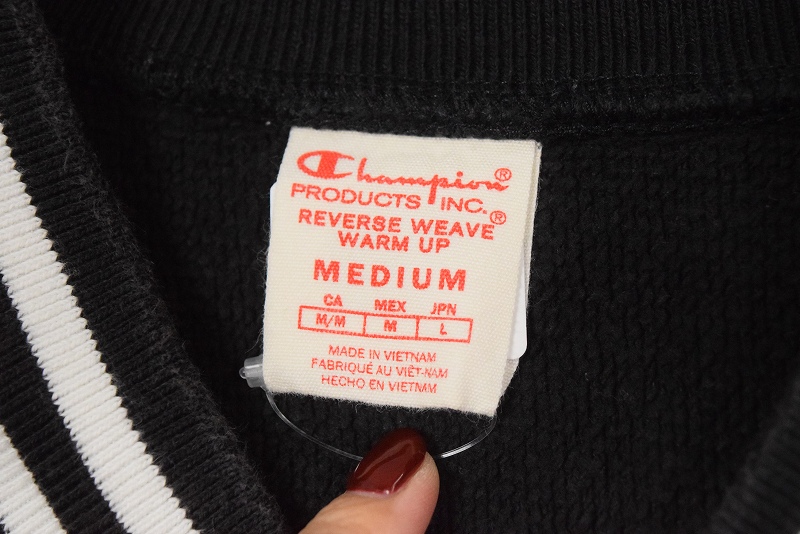 Champion®
PRODUCTS INC.
REVERSE WEAVE®
WARM UP
MEDIUM
CA MEX JPN
M/M M L
MADE IN VIETNAM
FABRIQUÉ AU VIÊT-NAM
HECHO EN VIETNAM